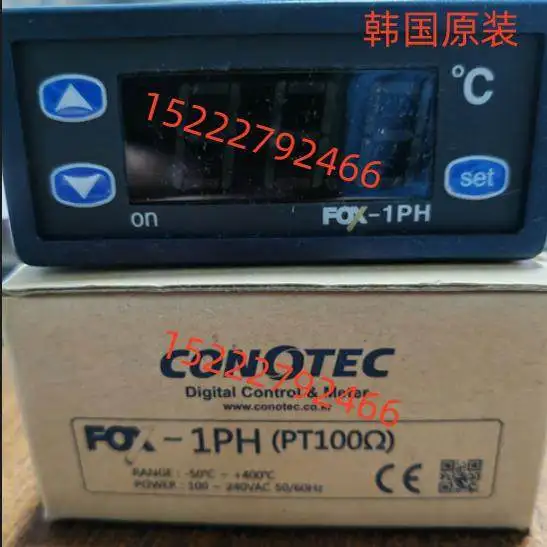 韩国原装
°C
15222792466
set
on
FOX-1PH
CONOTEC
15222792466
Digital Control & Meter
www.conotec.co.kr
FOX-1PH (PT100Ω)
RANGE : -50℃ ~ +400℃
POWER : 100 ~ 240VAC 50/60Hz
CE